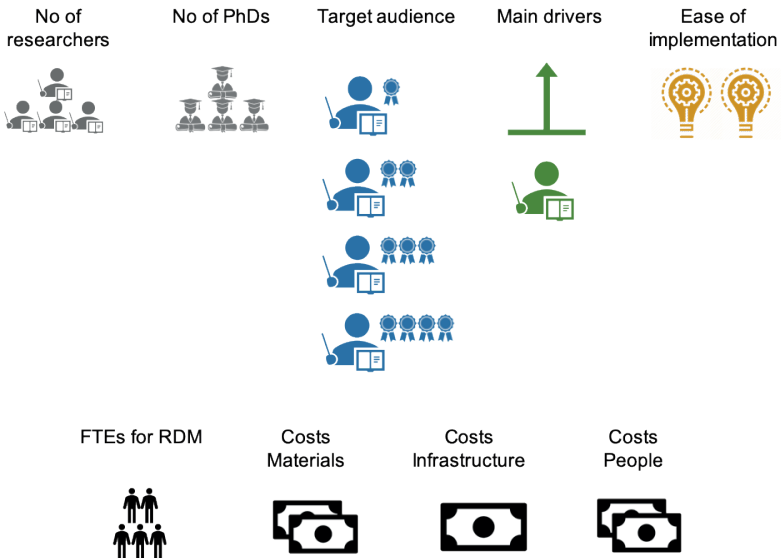 No of researchers
No of PhDs
Target audience
Main drivers
Ease of implementation
FTEs for RDM
Costs Materials
Costs Infrastructure
Costs People